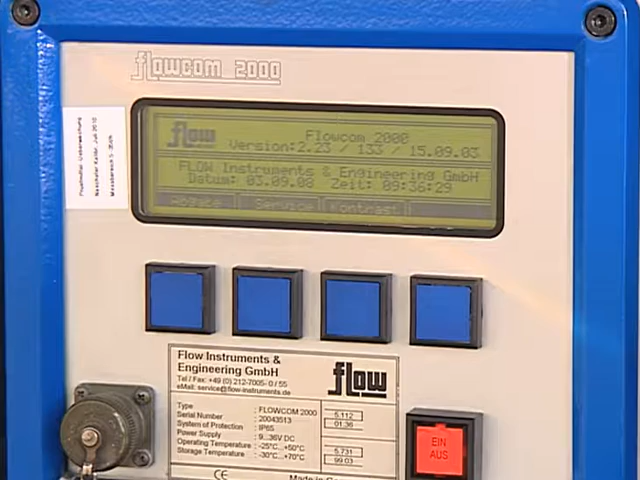 flowcom 2000
flow
Flowcom 2000
Version:2.23 / 133 / 15.09.03
FLOW Instruments & Engineering GmbH
Datum: 03.09.08 Zeit: 09:36:29
Abgabe Service Kontrast
Flow Instruments &
Engineering GmbH
Tel / Fax: +49 (0) 212-7005- 0 / 55
eMail: service@flow-instruments.de
flow
Type : FLOWCOM 2000
Serial Number : 20043513
System of Protection : IP65
Power Supply : 9...36V DC
Operating Temperature : -25°C...+50°C
Storage Temperature : -30°C...+70°C
5.112
01.36
5.731
99.03
CE
Made in
EIN
AUS